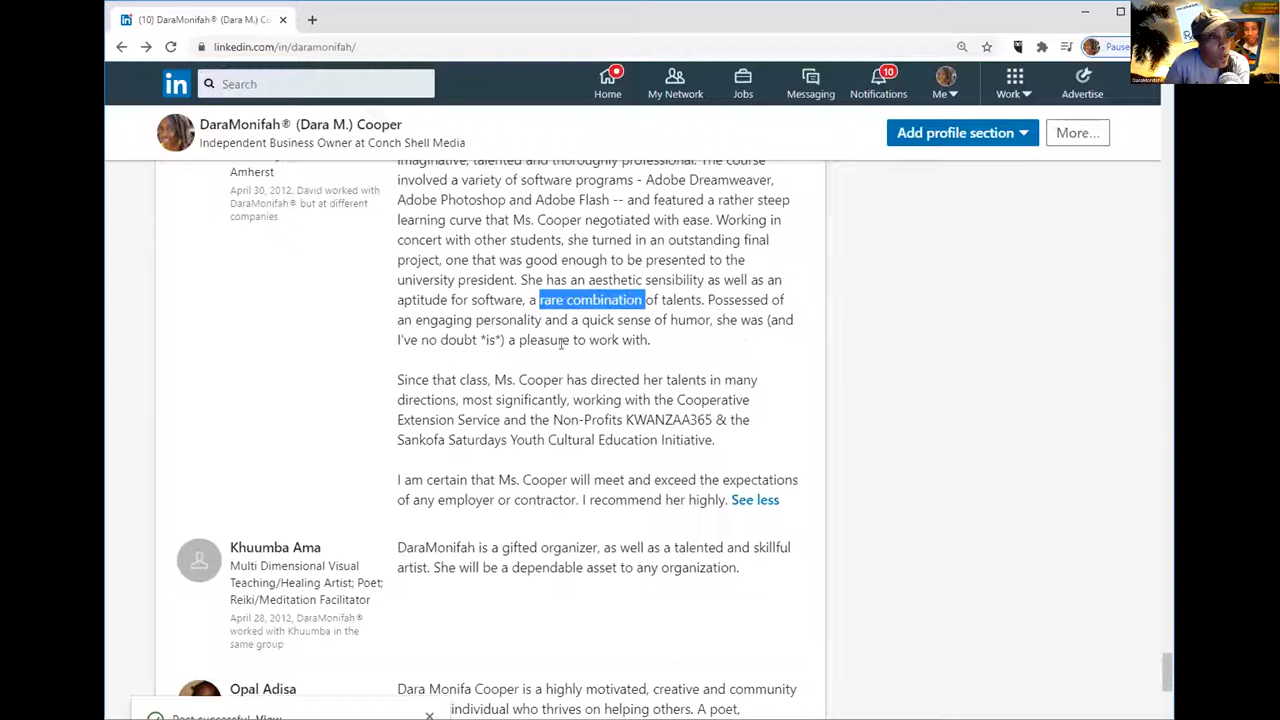 (10) DaraMonifah® (Dara M.) Co
linkedin.com/in/daramonifah/
Paused
in
Search
Home
My Network
Jobs
Messaging
10
Notifications
Me
Work
Advertise
DaraMonifah® (Dara M.) Cooper
Independent Business Owner at Conch Shell Media
Add profile section
More...
Amherst
April 30, 2012, David worked with
DaraMonifah® but at different
companies
imaginative, talented and thoroughly professional. The course
involved a variety of software programs - Adobe Dreamweaver,
Adobe Photoshop and Adobe Flash -- and featured a rather steep
learning curve that Ms. Cooper negotiated with ease. Working in
concert with other students, she turned in an outstanding final
project, one that was good enough to be presented to the
university president. She has an aesthetic sensibility as well as an
aptitude for software, a rare combination of talents. Possessed of
an engaging personality and a quick sense of humor, she was (and
I've no doubt *is*) a pleasure to work with.
Since that class, Ms. Cooper has directed her talents in many
directions, most significantly, working with the Cooperative
Extension Service and the Non-Profits KWANZAA365 & the
Sankofa Saturdays Youth Cultural Education Initiative.
I am certain that Ms. Cooper will meet and exceed the expectations
of any employer or contractor. I recommend her highly. See less
Khuumba Ama
Multi Dimensional Visual
Teaching/Healing Artist; Poet;
Reiki/Meditation Facilitator
April 28, 2012, DaraMonifah®
worked with Khuumba in the
same group
DaraMonifah is a gifted organizer, as well as a talented and skillful
artist. She will be a dependable asset to any organization.
Opal Adisa
Dara Monifa Cooper is a highly motivated, creative and community
individual who thrives on helping others. A poet,
Post successful. View